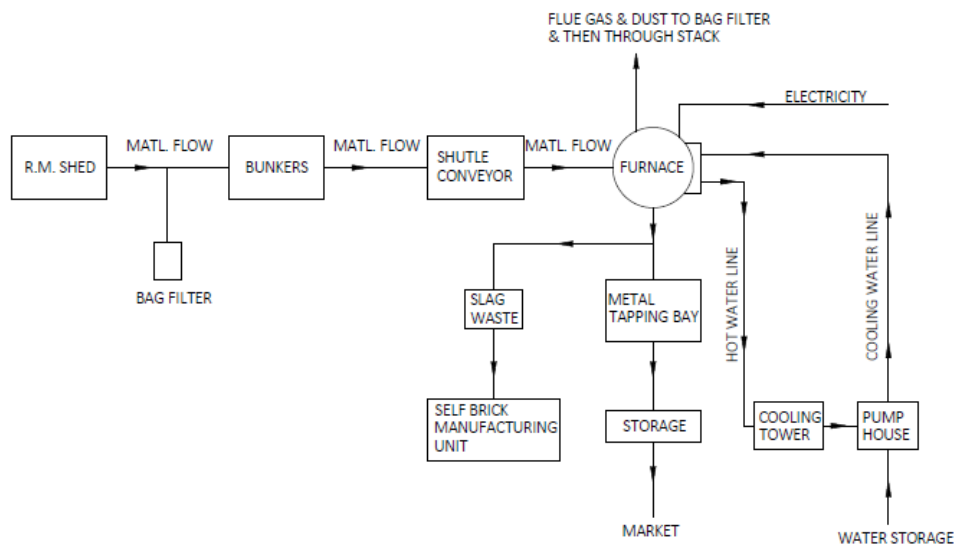 FLUE GAS & DUST TO BAG FILTER
& THEN THROUGH STACK
ELECTRICITY
MATL. FLOW
MATL. FLOW
MATL. FLOW
R.M. SHED
BUNKERS
SHUTLE
CONVEYOR
FURNACE
BAG FILTER
SLAG
WASTE
METAL
TAPPING BAY
HOT WATER LINE
COOLING WATER LINE
SELF BRICK
MANUFACTURING
UNIT
STORAGE
COOLING
TOWER
PUMP
HOUSE
MARKET
WATER STORAGE